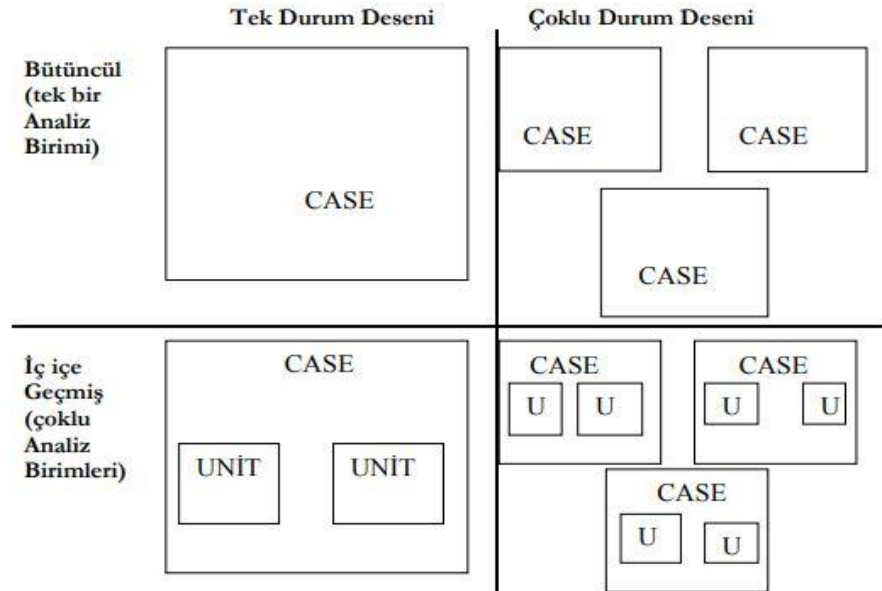 Tek Durum Deseni
Çoklu Durum Deseni
Bütüncül
(tek bir
Analiz
Birimi)
CASE
CASE
CASE
CASE
İç içe
Geçmiş
(çoklu
Analiz
Birimleri)
CASE
UNİT
UNİT
CASE
U
U
CASE
U
U
CASE
U
U